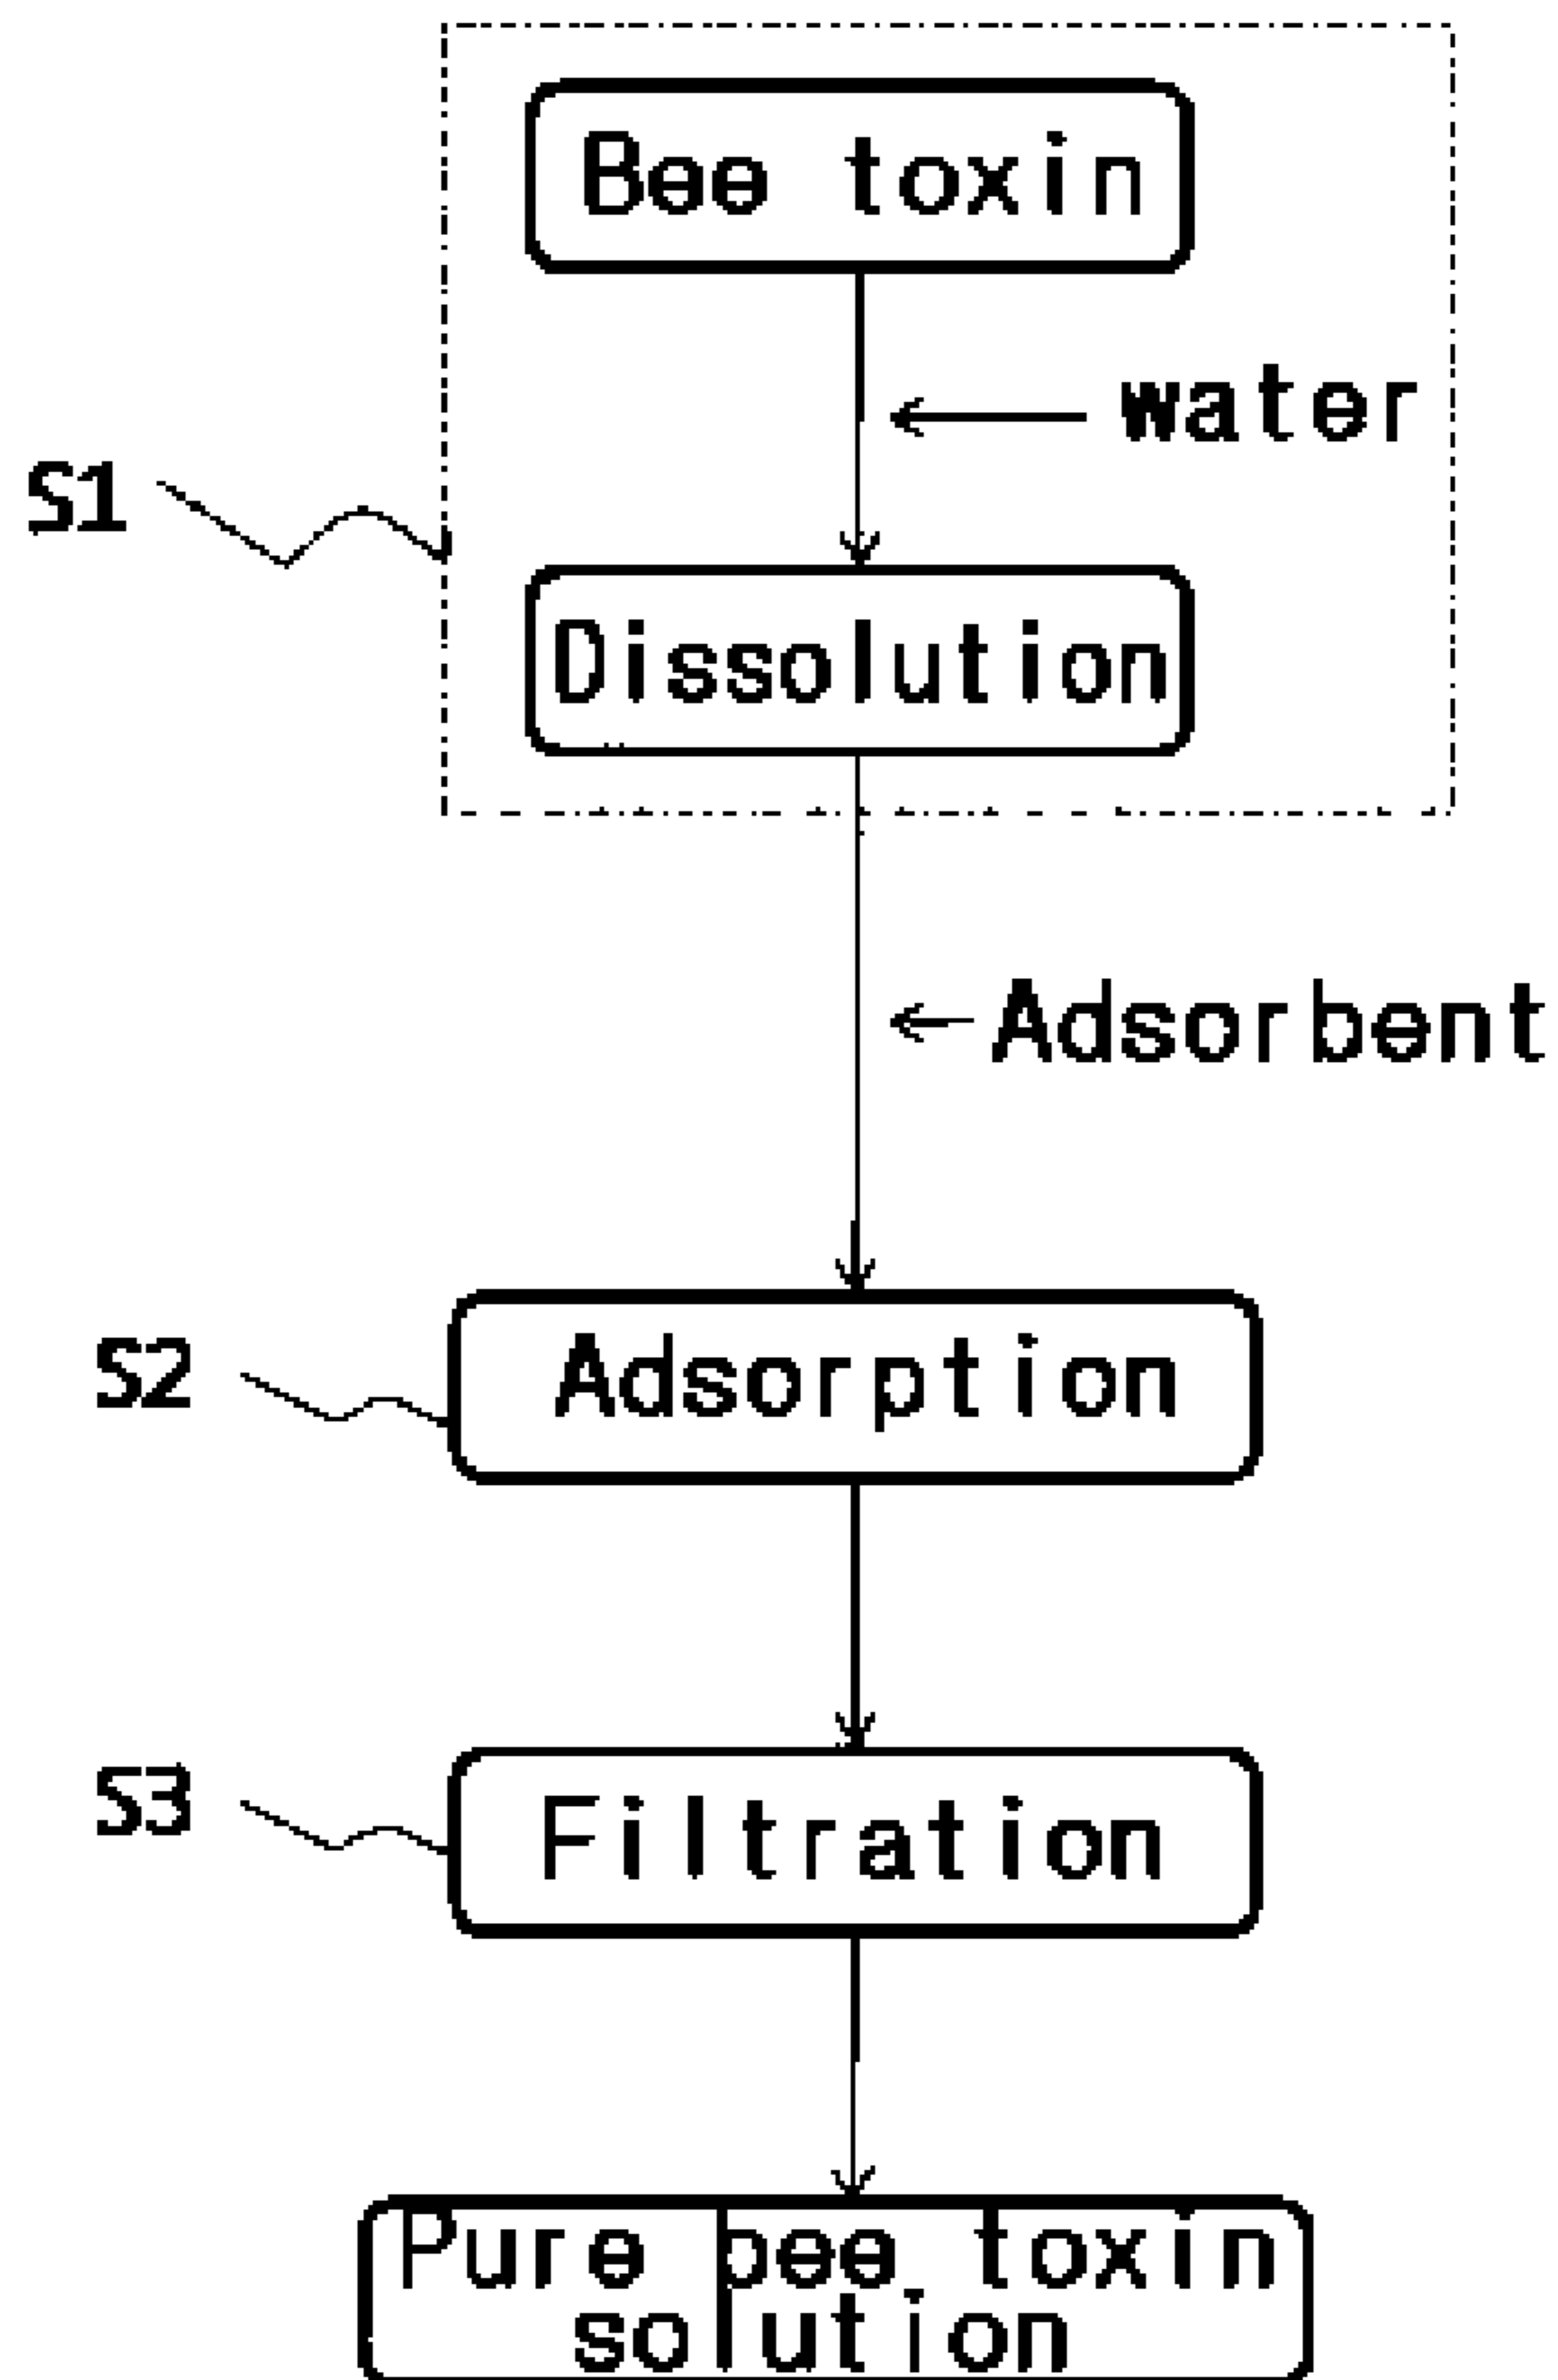 Bee toxin
water
S1
Dissolution
Adsorbent
S2
Adsorption
S3
Filtration
Pure bee toxin
solution